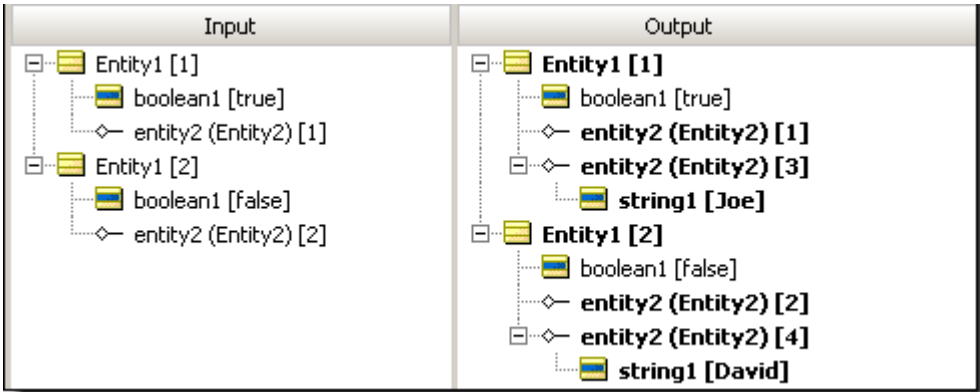 Input
Entity1 [1]
boolean1 [true]
entity2 (Entity2) [1]
Entity1 [2]
boolean1 [false]
entity2 (Entity2) [2]
Output
Entity1 [1]
boolean1 [true]
entity2 (Entity2) [1]
entity2 (Entity2) [3]
string1 [Joe]
Entity1 [2]
boolean1 [false]
entity2 (Entity2) [2]
entity2 (Entity2) [4]
string1 [David]